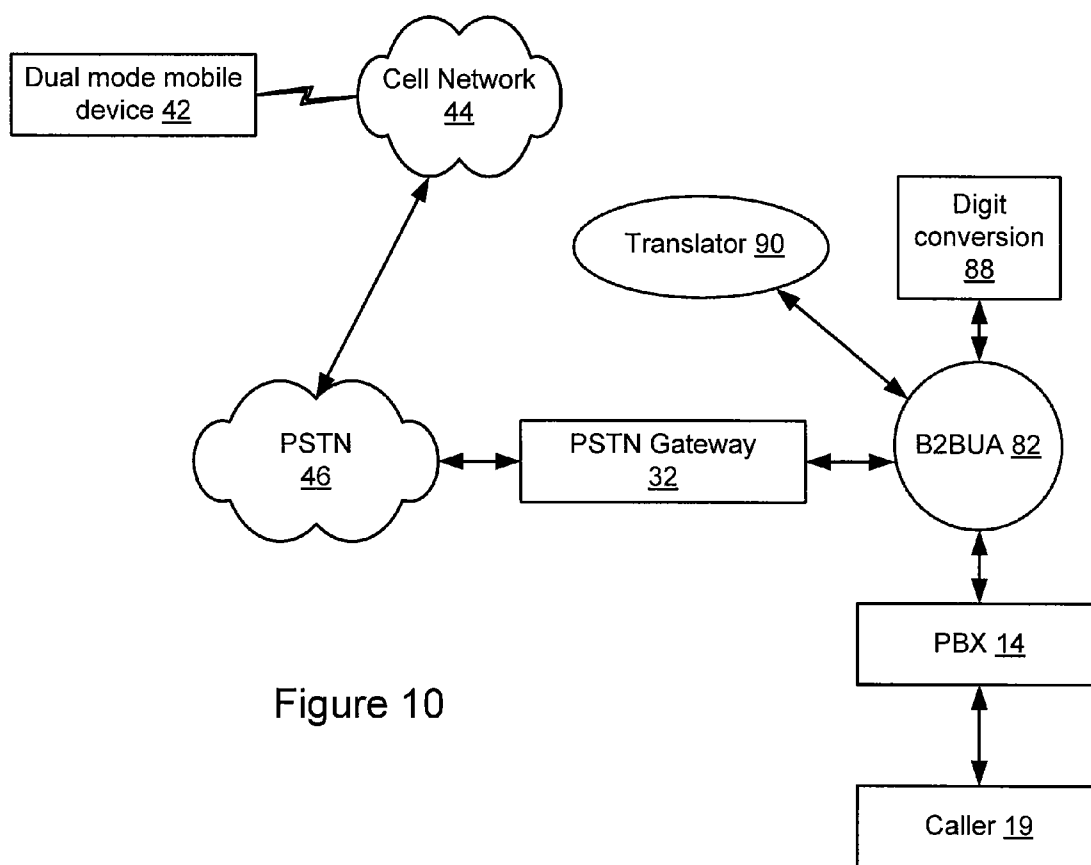 Dual mode mobile
device 42
Cell Network
44
Translator 90
Digit
conversion
88
PSTN
46
PSTN Gateway
32
B2BUA 82
PBX 14
Figure 10
Caller 19